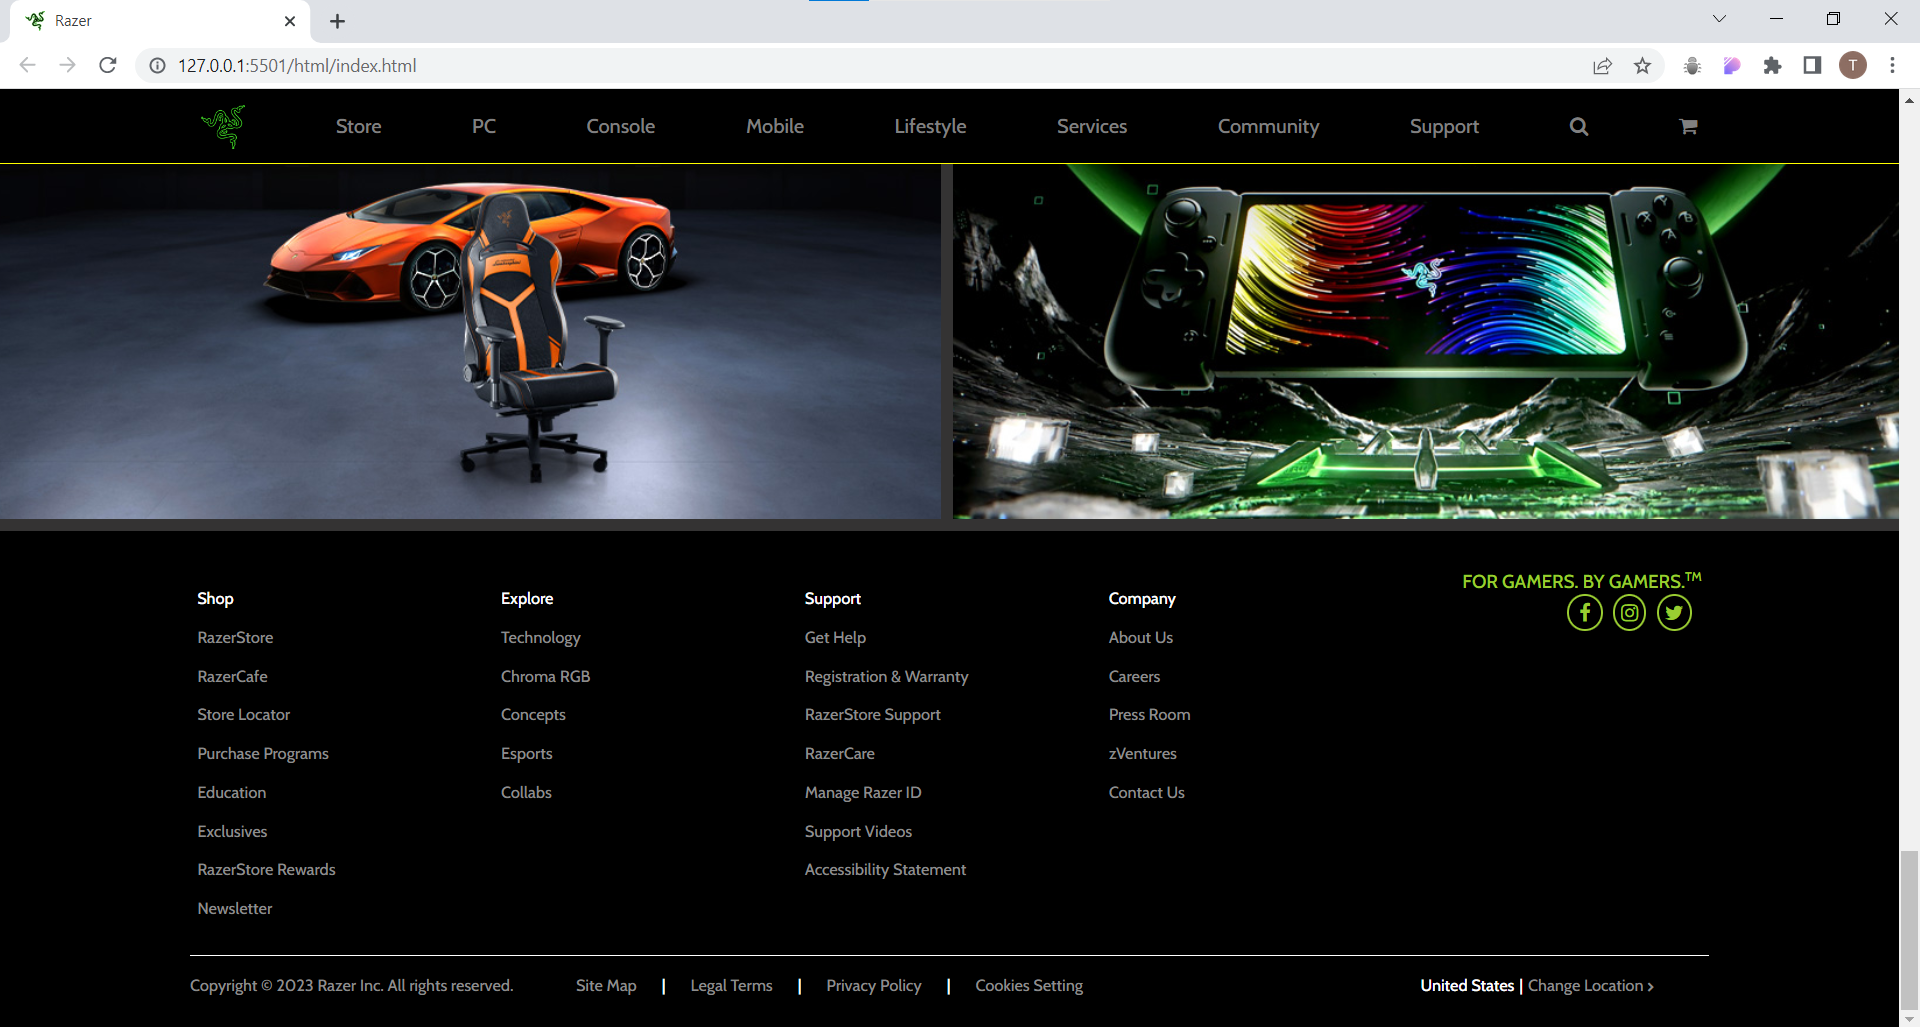 Razer
127.0.0.1:5501/html/index.html
T
Store PC Console Mobile Lifestyle Services Community Support
X B A
FOR GAMERS. BY GAMERS.™
Shop
RazerStore
RazerCafe
Store Locator
Purchase Programs
Education
Exclusives
RazerStore Rewards
Newsletter
Explore
Technology
Chroma RGB
Concepts
Esports
Collabs
Support
Get Help
Registration & Warranty
RazerStore Support
RazerCare
Manage Razer ID
Support Videos
Accessibility Statement
Company
About Us
Careers
Press Room
zVentures
Contact Us
Copyright © 2023 Razer Inc. All rights reserved. Site Map | Legal Terms | Privacy Policy | Cookies Setting United States | Change Location >